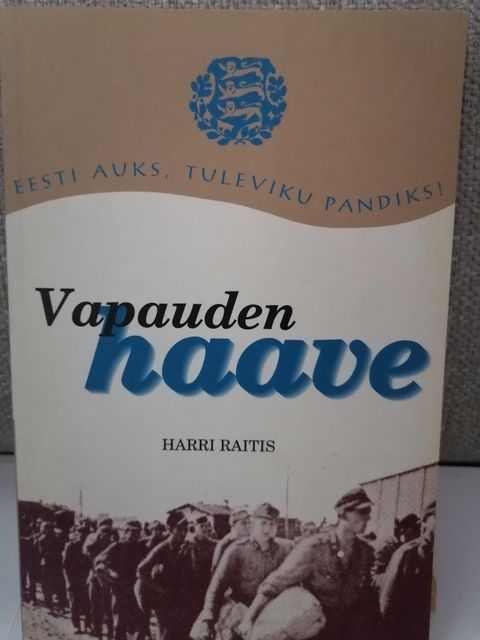 EESTI AUKS, TULEVIKU PANDIKS!
Vapauden
haave
HARRI RAITIS